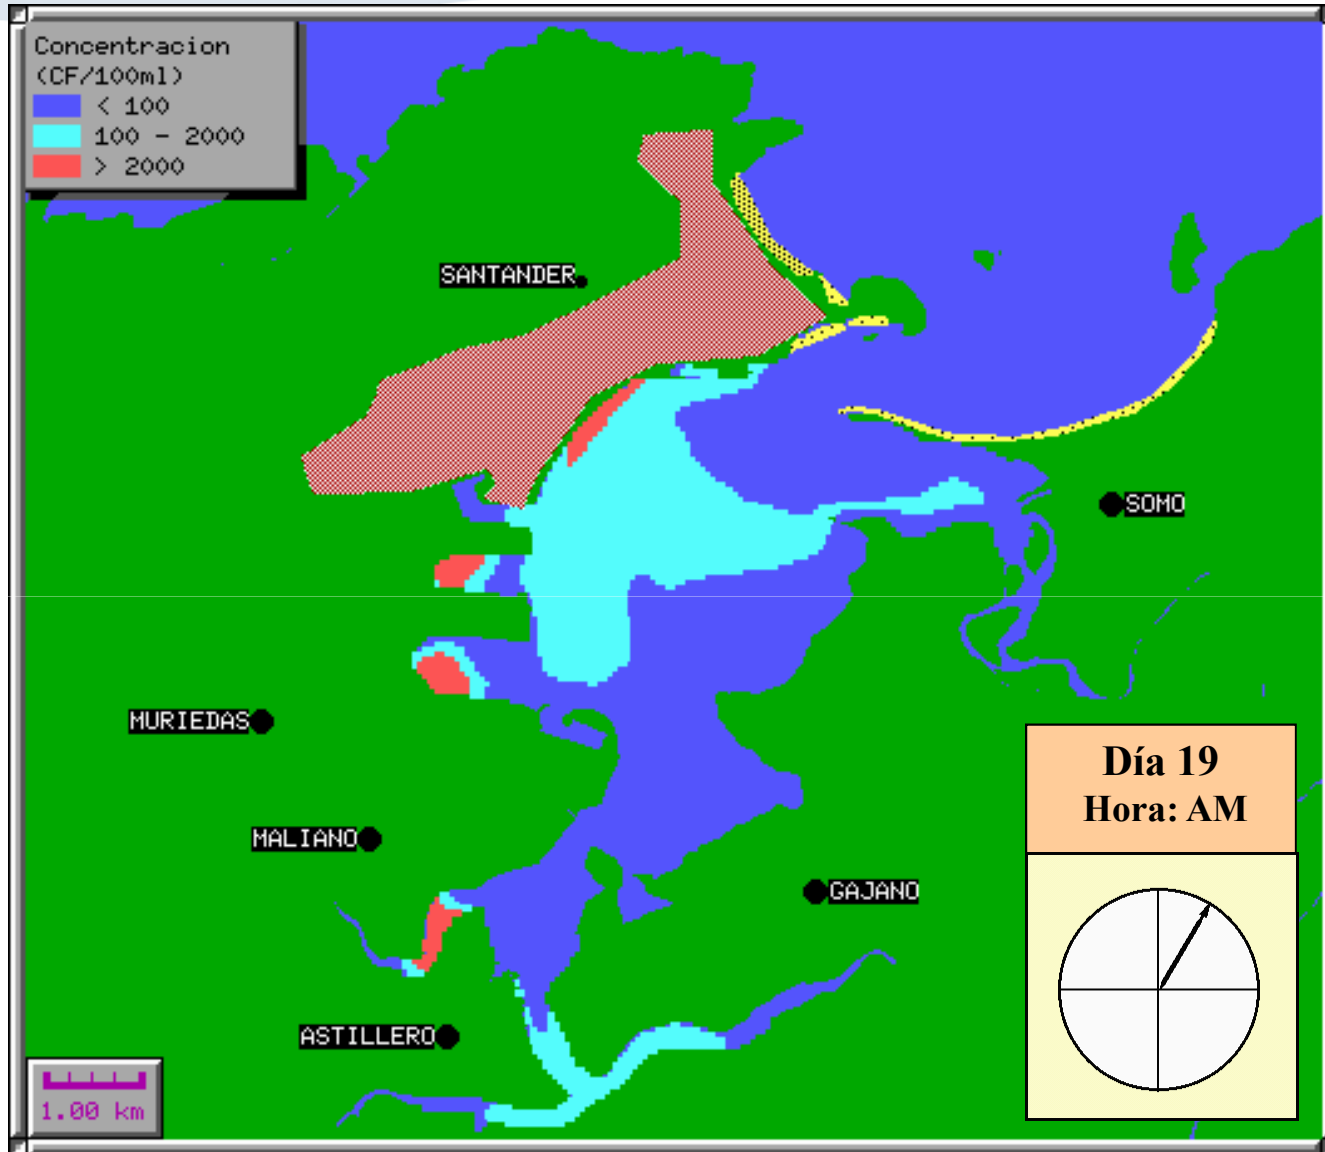 Concentracion
(CF/100ml)
< 100
100 - 2000
> 2000
SANTANDER
SOMO
MURIEDAS
Día 19
Hora: AM
MALIANO
GAJANO
ASTILLERO
1.00 km